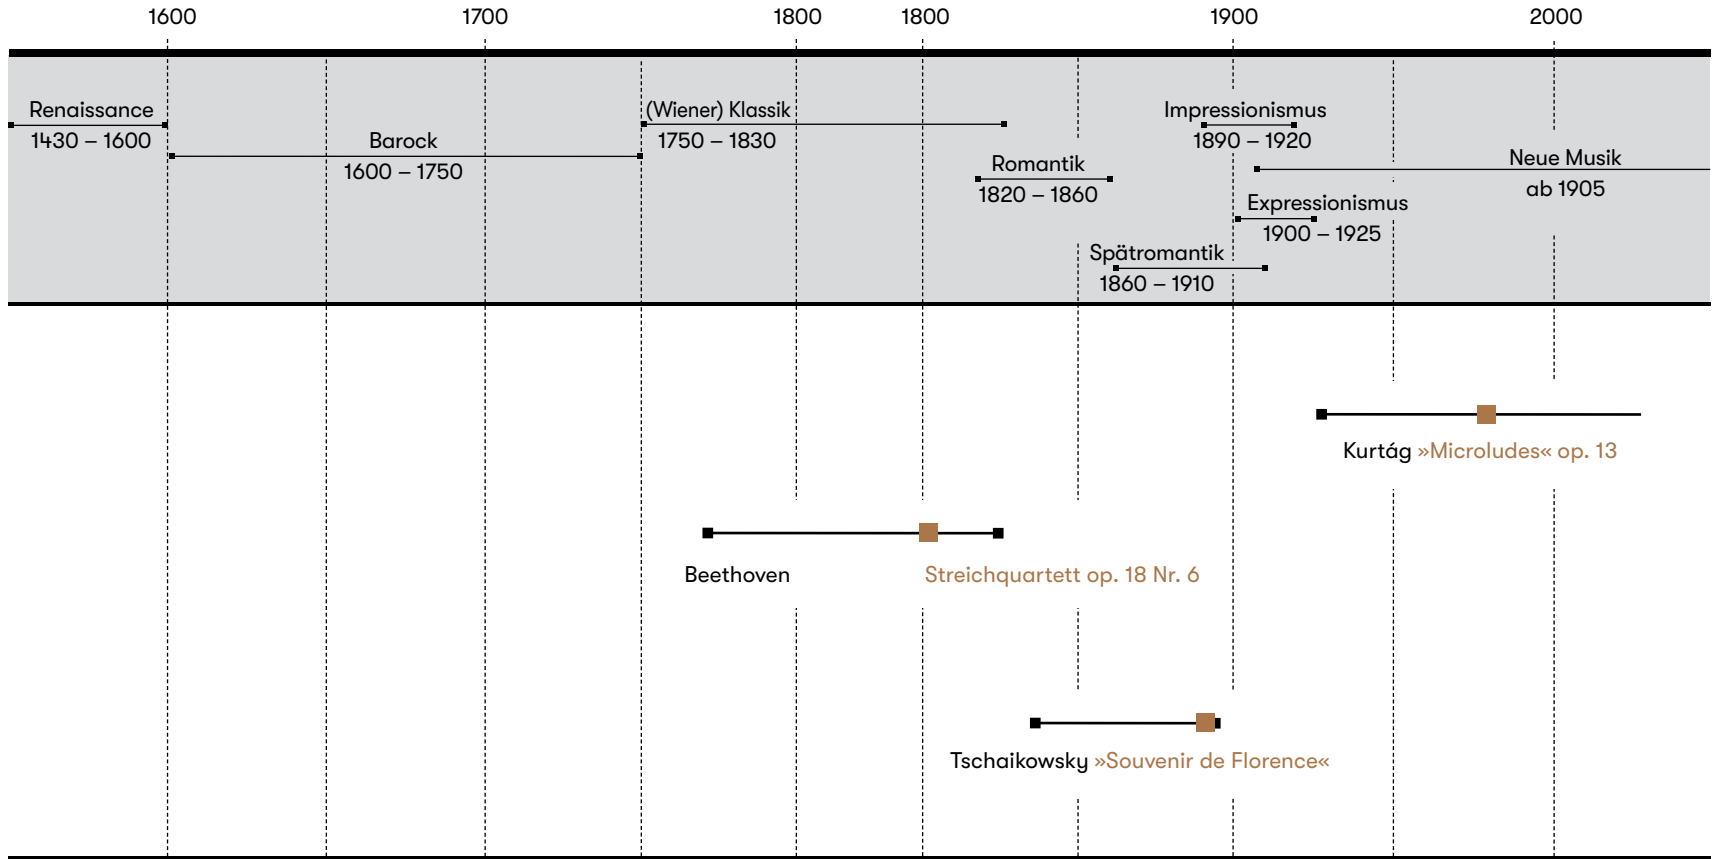 1600 1700 1800 1800 1900 2000
Renaissance
1430 – 1600
Barock
1600 – 1750
(Wiener) Klassik
1750 – 1830
Romantik
1820 – 1860
Spätromantik
1860 – 1910
Impressionismus
1890 – 1920
Expressionismus
1900 – 1925
Neue Musik
ab 1905
Kurtág »Microludes« op. 13
Beethoven Streichquartett op. 18 Nr. 6
Tschaikowsky »Souvenir de Florence«